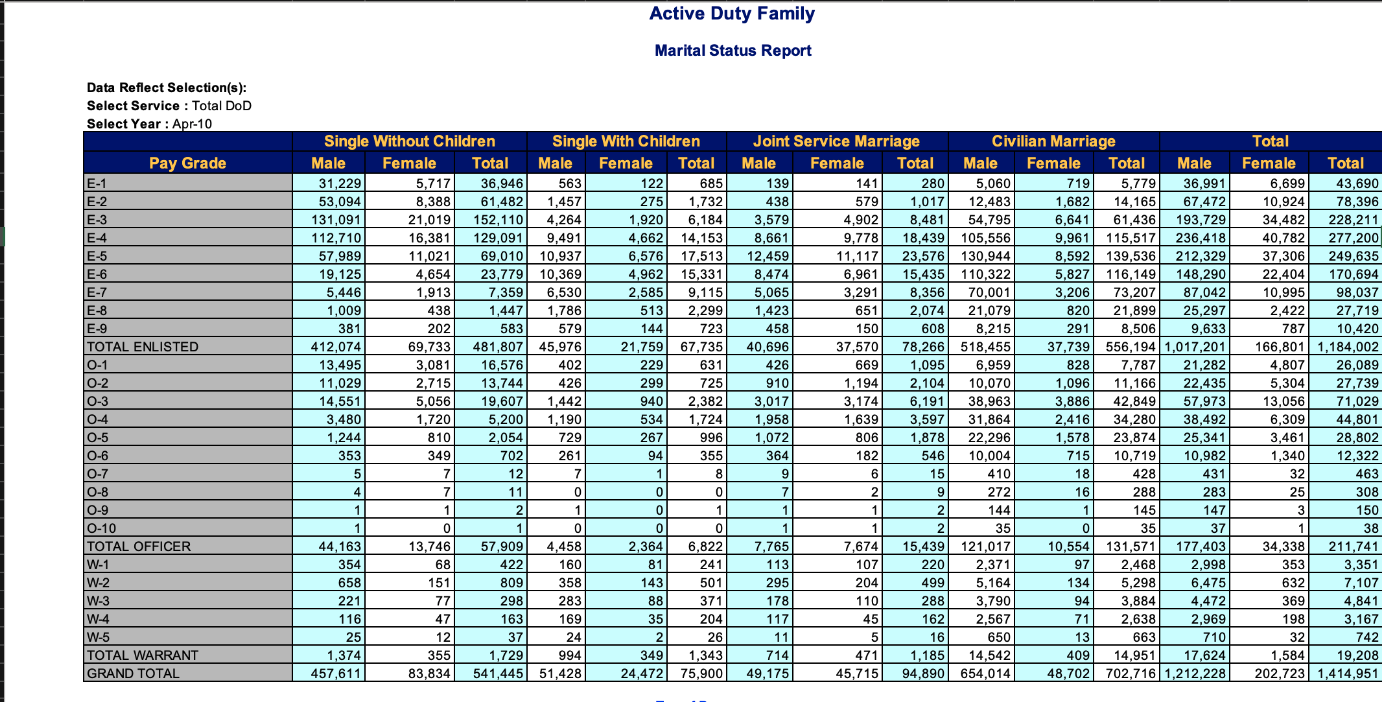 Active Duty Family
Marital Status Report
Data Reflect Selection(s):
Select Service : Total DoD
Select Year : Apr-10
Single Without Children Single With Children Joint Service Marriage Civilian Marriage Total
Pay Grade Male Female Total Male Female Total Male Female Total Male Female Total Male Female Total
E-1 31,229 5,717 36,946 563 122 685 139 141 280 5,060 719 5,779 36,991 6,699 43,690
E-2 53,094 8,388 61,482 1,457 275 1,732 438 579 1,017 12,483 1,682 14,165 67,472 10,924 78,396
E-3 131,091 21,019 152,110 4,264 1,920 6,184 3,579 4,902 8,481 54,795 6,641 61,436 193,729 34,482 228,211
E-4 112,710 16,381 129,091 9,491 4,662 14,153 8,661 9,778 18,439 105,556 9,961 115,517 236,418 40,782 277,200
E-5 57,989 11,021 69,010 10,937 6,576 17,513 12,459 11,117 23,576 130,944 8,592 139,536 212,329 37,306 249,635
E-6 19,125 4,654 23,779 10,369 4,962 15,331 8,474 6,961 15,435 110,322 5,827 116,149 148,290 22,404 170,694
E-7 5,446 1,913 7,359 6,530 2,585 9,115 5,065 3,291 8,356 70,001 3,206 73,207 87,042 10,995 98,037
E-8 1,009 438 1,447 1,786 513 2,299 1,423 651 2,074 21,079 820 21,899 25,297 2,422 27,719
E-9 381 202 583 579 144 723 458 150 608 8,215 291 8,506 9,633 787 10,420
TOTAL ENLISTED 412,074 69,733 481,807 45,976 21,759 67,735 40,696 37,570 78,266 518,455 37,739 556,194 1,017,201 166,801 1,184,002
O-1 13,495 3,081 16,576 402 229 631 426 669 1,095 6,959 828 7,787 21,282 4,807 26,089
O-2 11,029 2,715 13,744 426 299 725 910 1,194 2,104 10,070 1,096 11,166 22,435 5,304 27,739
O-3 14,551 5,056 19,607 1,442 940 2,382 3,017 3,174 6,191 38,963 3,886 42,849 57,973 13,056 71,029
O-4 3,480 1,720 5,200 1,190 534 1,724 1,958 1,639 3,597 31,864 2,416 34,280 38,492 6,309 44,801
O-5 1,244 810 2,054 729 267 996 1,072 806 1,878 22,296 1,578 23,874 25,341 3,461 28,802
O-6 353 349 702 261 94 355 364 182 546 10,004 715 10,719 10,982 1,340 12,322
O-7 5 7 12 7 1 8 9 6 15 410 18 428 431 32 463
O-8 4 7 11 0 0 0 7 2 9 272 16 288 283 25 308
O-9 1 1 2 1 0 1 1 1 2 144 1 145 147 3 150
O-10 1 0 1 0 0 0 1 1 2 35 0 35 37 1 38
TOTAL OFFICER 44,163 13,746 57,909 4,458 2,364 6,822 7,765 7,674 15,439 121,017 10,554 131,571 177,403 34,338 211,741
W-1 354 68 422 160 81 241 113 107 220 2,371 97 2,468 2,998 353 3,351
W-2 658 151 809 358 143 501 295 204 499 5,164 134 5,298 6,475 632 7,107
W-3 221 77 298 283 88 371 178 110 288 3,790 94 3,884 4,472 369 4,841
W-4 116 47 163 169 35 204 117 45 162 2,567 71 2,638 2,969 198 3,167
W-5 25 12 37 24 2 26 11 5 16 650 13 663 710 32 742
TOTAL WARRANT 1,374 355 1,729 994 349 1,343 714 471 1,185 14,542 409 14,951 17,624 1,584 19,208
GRAND TOTAL 457,611 83,834 541,445 51,428 24,472 75,900 49,175 45,715 94,890 654,014 48,702 702,716 1,212,228 202,723 1,414,951